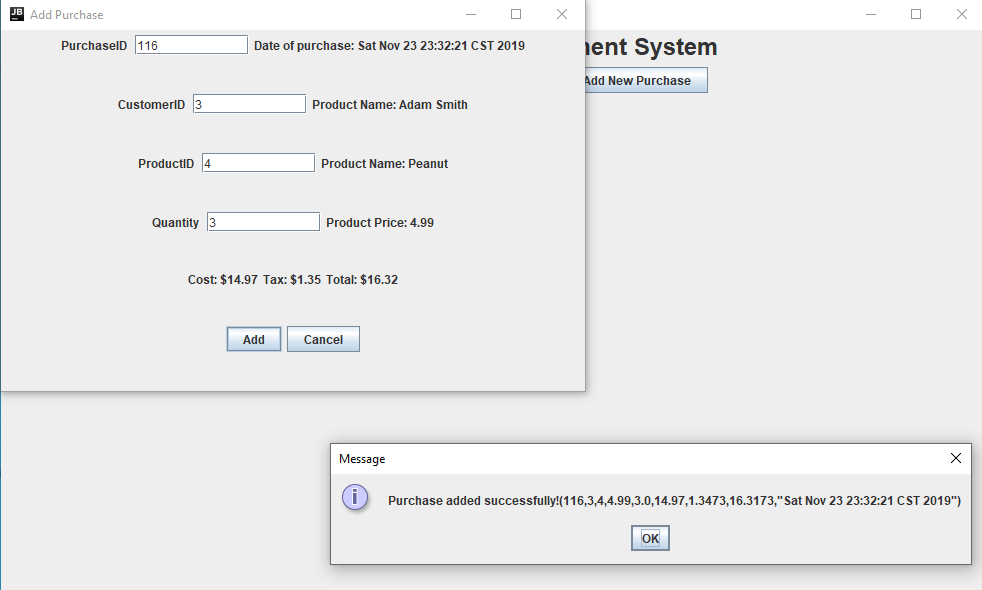 JB Add Purchase
PurchaseID 116 Date of purchase: Sat Nov 23 23:32:21 CST 2019
System
Add New Purchase
CustomerID 3 Product Name: Adam Smith
ProductID 4 Product Name: Peanut
Quantity 3 Product Price: 4.99
Cost: $14.97 Tax: $1.35 Total: $16.32
Add Cancel
Message
Purchase added successfully!(116,3,4,4.99,3.0,14.97,1.3473,16.3173,"Sat Nov 23 23:32:21 CST 2019")
OK